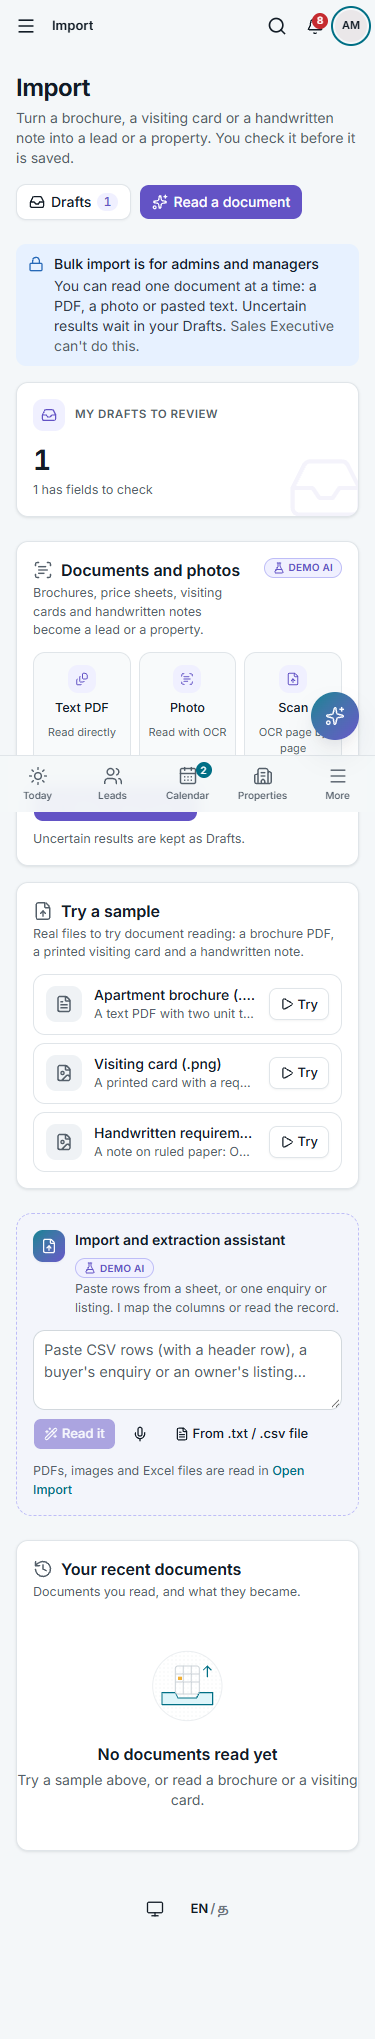 Import
8
AM
Import
Turn a brochure, a visiting card or a handwritten
note into a lead or a property. You check it before it
is saved.
Drafts 1
Read a document
Bulk import is for admins and managers
You can read one document at a time: a
PDF, a photo or pasted text. Uncertain
results wait in your Drafts. Sales Executive
can't do this.
MY DRAFTS TO REVIEW
1
1 has fields to check
Documents and photos
DEMO AI
Brochures, price sheets, visiting
cards and handwritten notes
become a lead or a property.
Text PDF
Read directly
Photo
Read with OCR
Scan
OCR page by
page
Today
Leads
2
Calendar
Properties
More
Uncertain results are kept as Drafts.
Try a sample
Real files to try document reading: a brochure PDF,
a printed visiting card and a handwritten note.
Apartment brochure (....
A text PDF with two unit t...
Try
Visiting card (.png)
A printed card with a req...
Try
Handwritten requirem...
A note on ruled paper: O...
Try
Import and extraction assistant
DEMO AI
Paste rows from a sheet, or one enquiry or
listing. I map the columns or read the record.
Paste CSV rows (with a header row), a
buyer's enquiry or an owner's listing...
Read it
From .txt / .csv file
PDFs, images and Excel files are read in Open
Import
Your recent documents
Documents you read, and what they became.
No documents read yet
Try a sample above, or read a brochure or a visiting
card.
EN / த